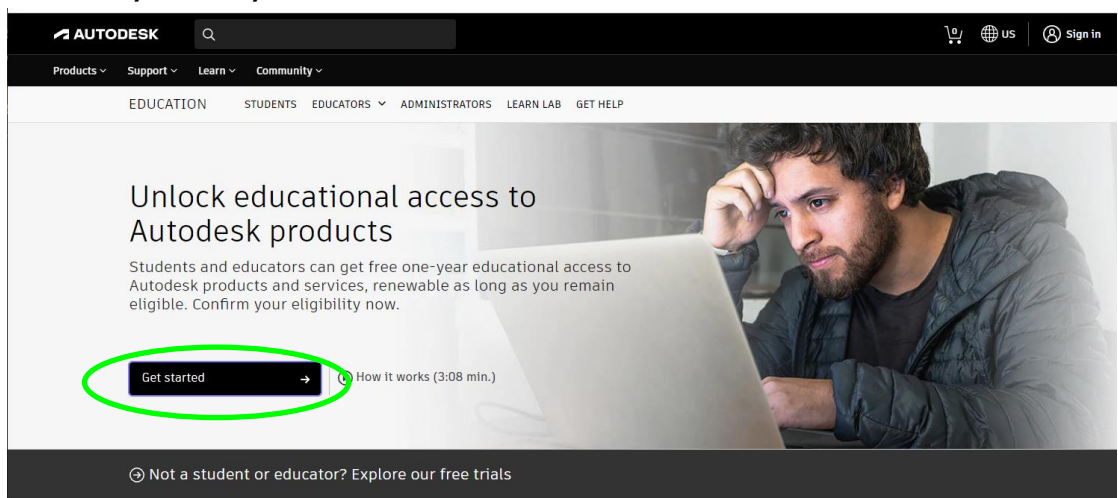 AUTODESK
0
US
Sign in
Products
Support
Learn
Community
EDUCATION
STUDENTS
EDUCATORS
ADMINISTRATORS
LEARN LAB
GET HELP
Unlock educational access to
Autodesk products
Students and educators can get free one-year educational access to
Autodesk products and services, renewable as long as you remain
eligible. Confirm your eligibility now.
Get started
How it works (3:08 min.)
Not a student or educator? Explore our free trials